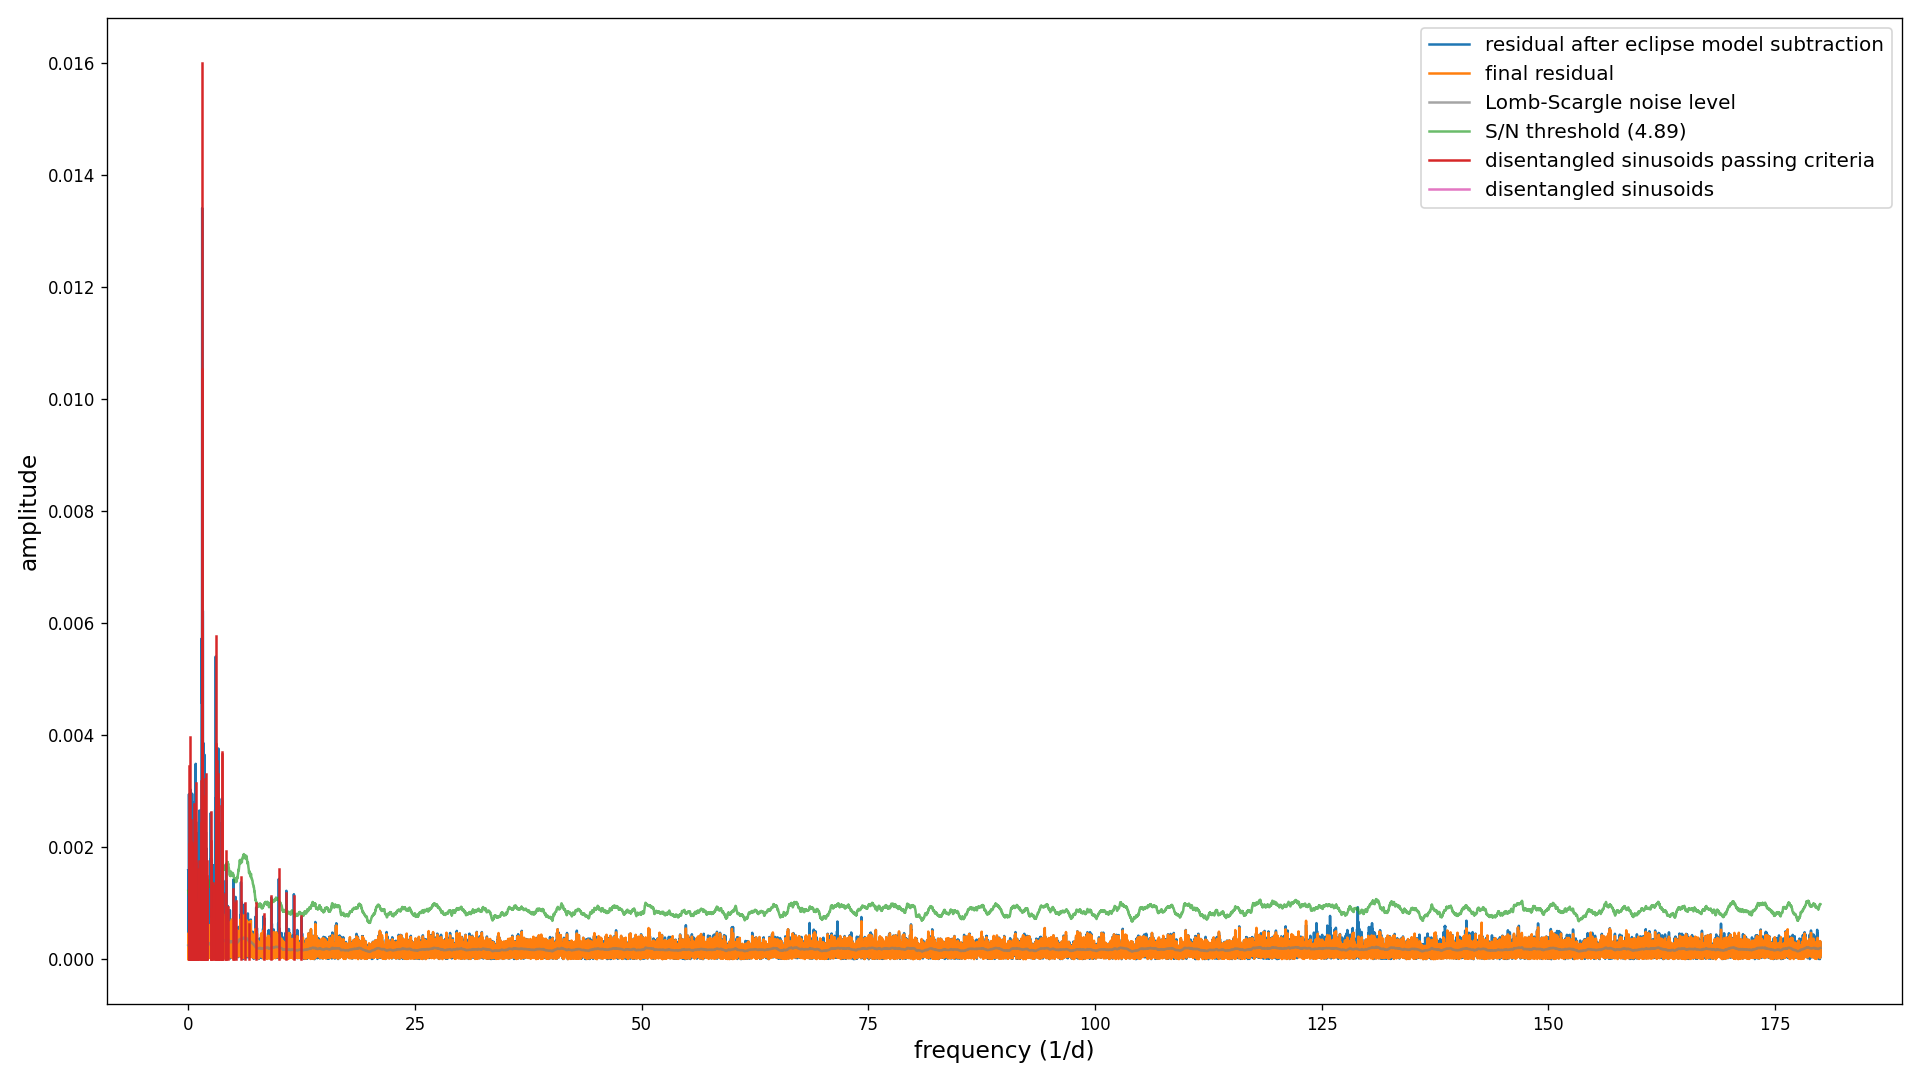 residual after eclipse model subtraction
final residual
Lomb-Scargle noise level
S/N threshold (4.89)
disentangled sinusoids passing criteria
disentangled sinusoids
0.016
0.014
0.012
0.010
0.008
0.006
0.004
0.002
0.000
amplitude
0 25 50 75 100 125 150 175
frequency (1/d)